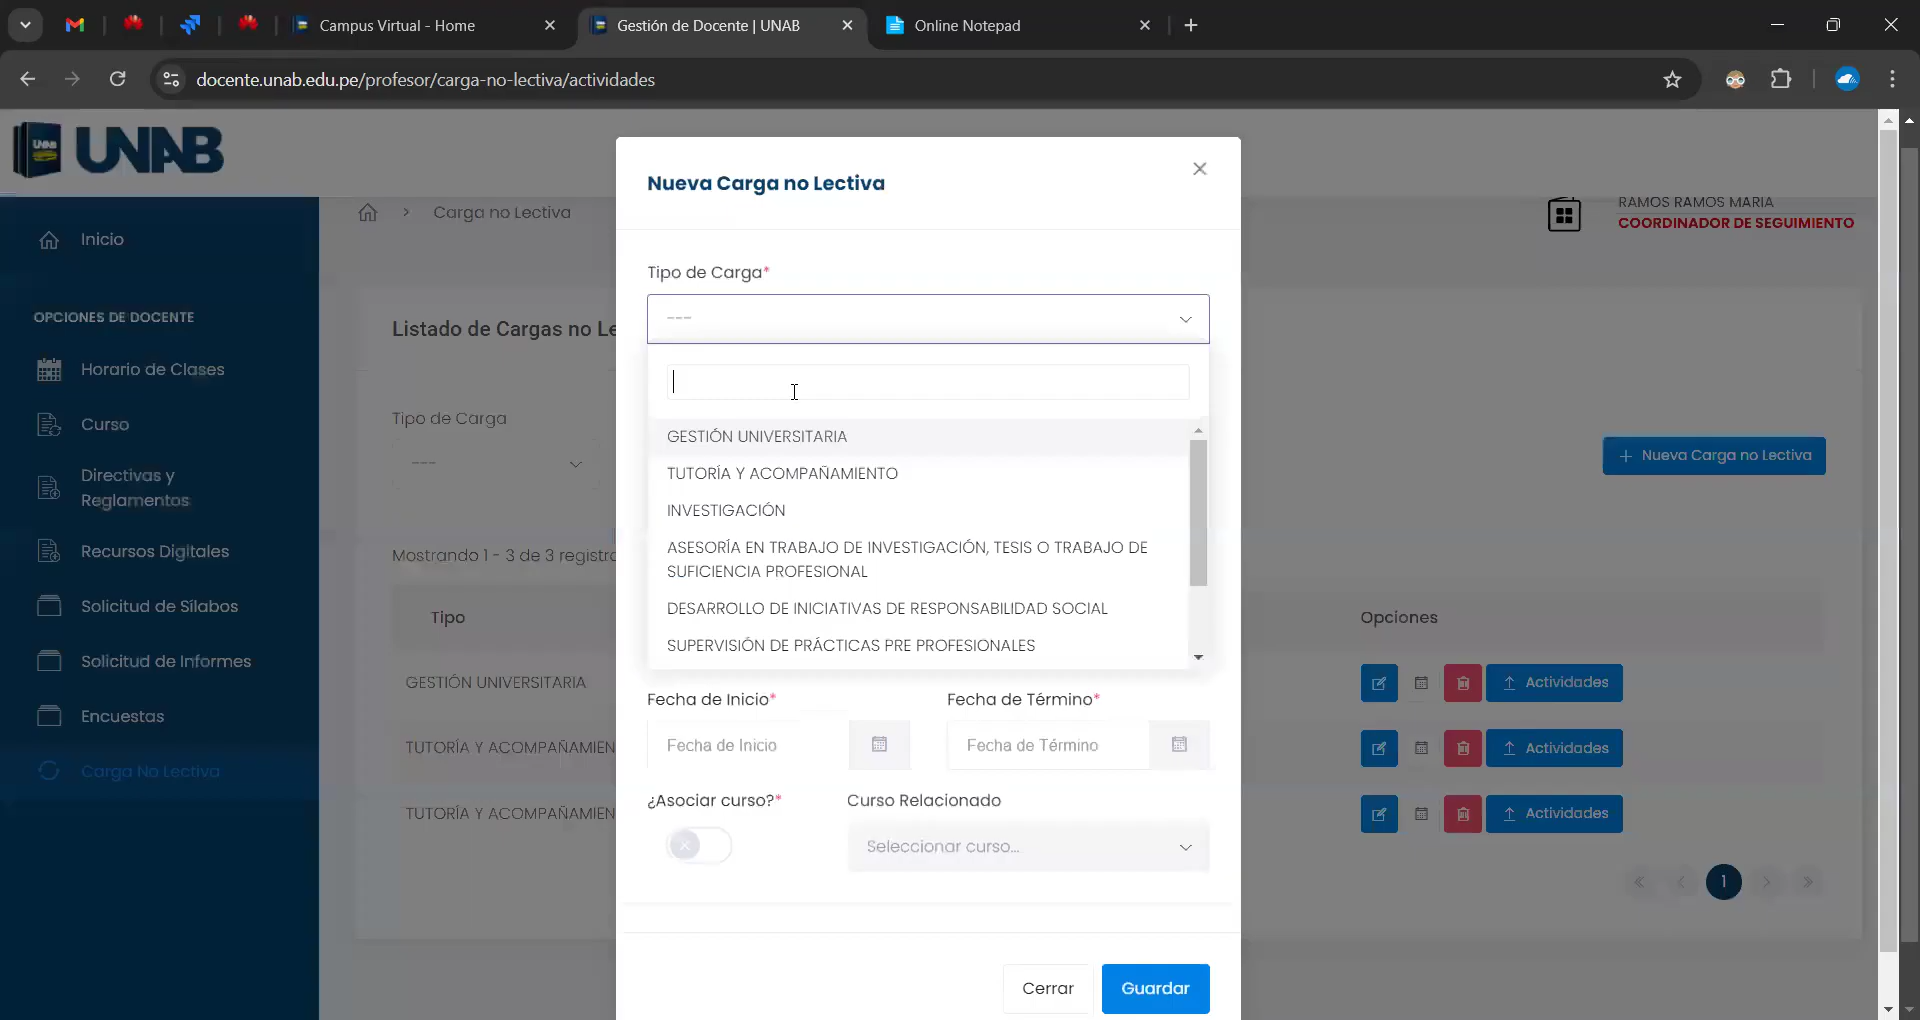 Campus Virtual - Home
Gestión de Docente | UNAB
Online Notepad
docente.unab.edu.pe/profesor/carga-no-lectiva/actividades
UNAB
UNAB
Carga no Lectiva
RAMOS RAMOS MARIA
COORDINADOR DE SEGUIMIENTO
Inicio
OPCIONES DE DOCENTE
Horario de Clases
Curso
Directivas y
Reglamentos
Recursos Digitales
Solicitud de Sílabos
Solicitud de Informes
Encuestas
Carga No Lectiva
Listado de Cargas no Le
Tipo de Carga
---
+ Nueva Carga no Lectiva
Mostrando 1 - 3 de 3 registro
Tipo
Opciones
GESTIÓN UNIVERSITARIA
Actividades
TUTORÍA Y ACOMPAÑAMIEN
Actividades
TUTORÍA Y ACOMPAÑAMIEN
Actividades
« ‹ 1 › »
Nueva Carga no Lectiva
Tipo de Carga*
---
GESTIÓN UNIVERSITARIA
TUTORÍA Y ACOMPAÑAMIENTO
INVESTIGACIÓN
ASESORÍA EN TRABAJO DE INVESTIGACIÓN, TESIS O TRABAJO DE
SUFICIENCIA PROFESIONAL
DESARROLLO DE INICIATIVAS DE RESPONSABILIDAD SOCIAL
SUPERVISIÓN DE PRÁCTICAS PRE PROFESIONALES
Fecha de Inicio* Fecha de Término*
Fecha de Inicio Fecha de Término
¿Asociar curso?* Curso Relacionado
Seleccionar curso...
Cerrar Guardar